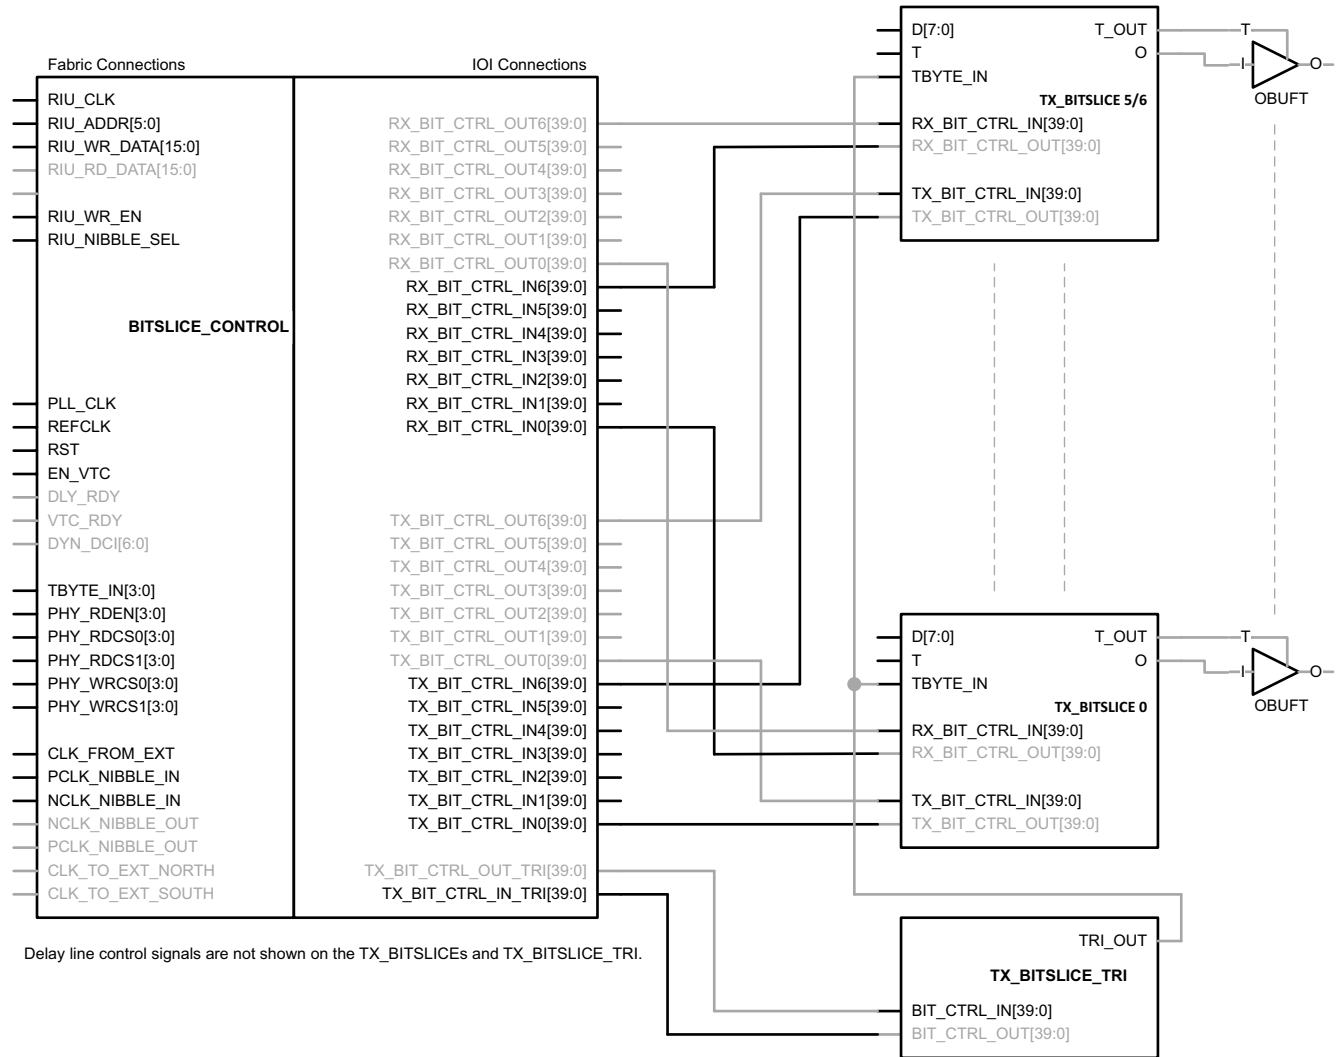 Fabric Connections
IOI Connections
RIU_CLK
RIU_ADDR[5:0]
RIU_WR_DATA[15:0]
RIU_RD_DATA[15:0]
RIU_WR_EN
RIU_NIBBLE_SEL
BITSLICE_CONTROL
PLL_CLK
REFCLK
RST
EN_VTC
DLY_RDY
VTC_RDY
DYN_DCI[6:0]
TBYTE_IN[3:0]
PHY_RDEN[3:0]
PHY_RDCS0[3:0]
PHY_RDCS1[3:0]
PHY_WRCS0[3:0]
PHY_WRCS1[3:0]
CLK_FROM_EXT
PCLK_NIBBLE_IN
NCLK_NIBBLE_IN
NCLK_NIBBLE_OUT
PCLK_NIBBLE_OUT
CLK_TO_EXT_NORTH
CLK_TO_EXT_SOUTH
RX_BIT_CTRL_OUT6[39:0]
RX_BIT_CTRL_OUT5[39:0]
RX_BIT_CTRL_OUT4[39:0]
RX_BIT_CTRL_OUT3[39:0]
RX_BIT_CTRL_OUT2[39:0]
RX_BIT_CTRL_OUT1[39:0]
RX_BIT_CTRL_OUT0[39:0]
RX_BIT_CTRL_IN6[39:0]
RX_BIT_CTRL_IN5[39:0]
RX_BIT_CTRL_IN4[39:0]
RX_BIT_CTRL_IN3[39:0]
RX_BIT_CTRL_IN2[39:0]
RX_BIT_CTRL_IN1[39:0]
RX_BIT_CTRL_IN0[39:0]
TX_BIT_CTRL_OUT6[39:0]
TX_BIT_CTRL_OUT5[39:0]
TX_BIT_CTRL_OUT4[39:0]
TX_BIT_CTRL_OUT3[39:0]
TX_BIT_CTRL_OUT2[39:0]
TX_BIT_CTRL_OUT1[39:0]
TX_BIT_CTRL_OUT0[39:0]
TX_BIT_CTRL_IN6[39:0]
TX_BIT_CTRL_IN5[39:0]
TX_BIT_CTRL_IN4[39:0]
TX_BIT_CTRL_IN3[39:0]
TX_BIT_CTRL_IN2[39:0]
TX_BIT_CTRL_IN1[39:0]
TX_BIT_CTRL_IN0[39:0]
TX_BIT_CTRL_OUT_TRI[39:0]
TX_BIT_CTRL_IN_TRI[39:0]
D[7:0] T_OUT
T O
TBYTE_IN
TX_BITSLICE 5/6
RX_BIT_CTRL_IN[39:0]
RX_BIT_CTRL_OUT[39:0]
TX_BIT_CTRL_IN[39:0]
TX_BIT_CTRL_OUT[39:0]
T
I O
OBUFT
D[7:0] T_OUT
T O
TBYTE_IN
TX_BITSLICE 0
RX_BIT_CTRL_IN[39:0]
RX_BIT_CTRL_OUT[39:0]
TX_BIT_CTRL_IN[39:0]
TX_BIT_CTRL_OUT[39:0]
T
I O
OBUFT
TRI_OUT
TX_BITSLICE_TRI
BIT_CTRL_IN[39:0]
BIT_CTRL_OUT[39:0]
Delay line control signals are not shown on the TX_BITSLICEs and TX_BITSLICE_TRI.